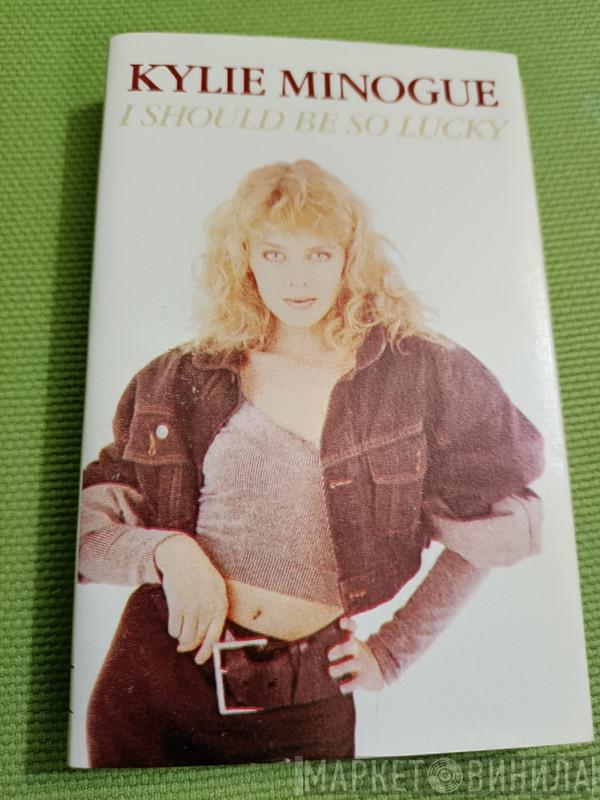 KYLIE MINOGUE
I SHOULD BE SO LUCKY
МАРКЕТ ВИНИЛА